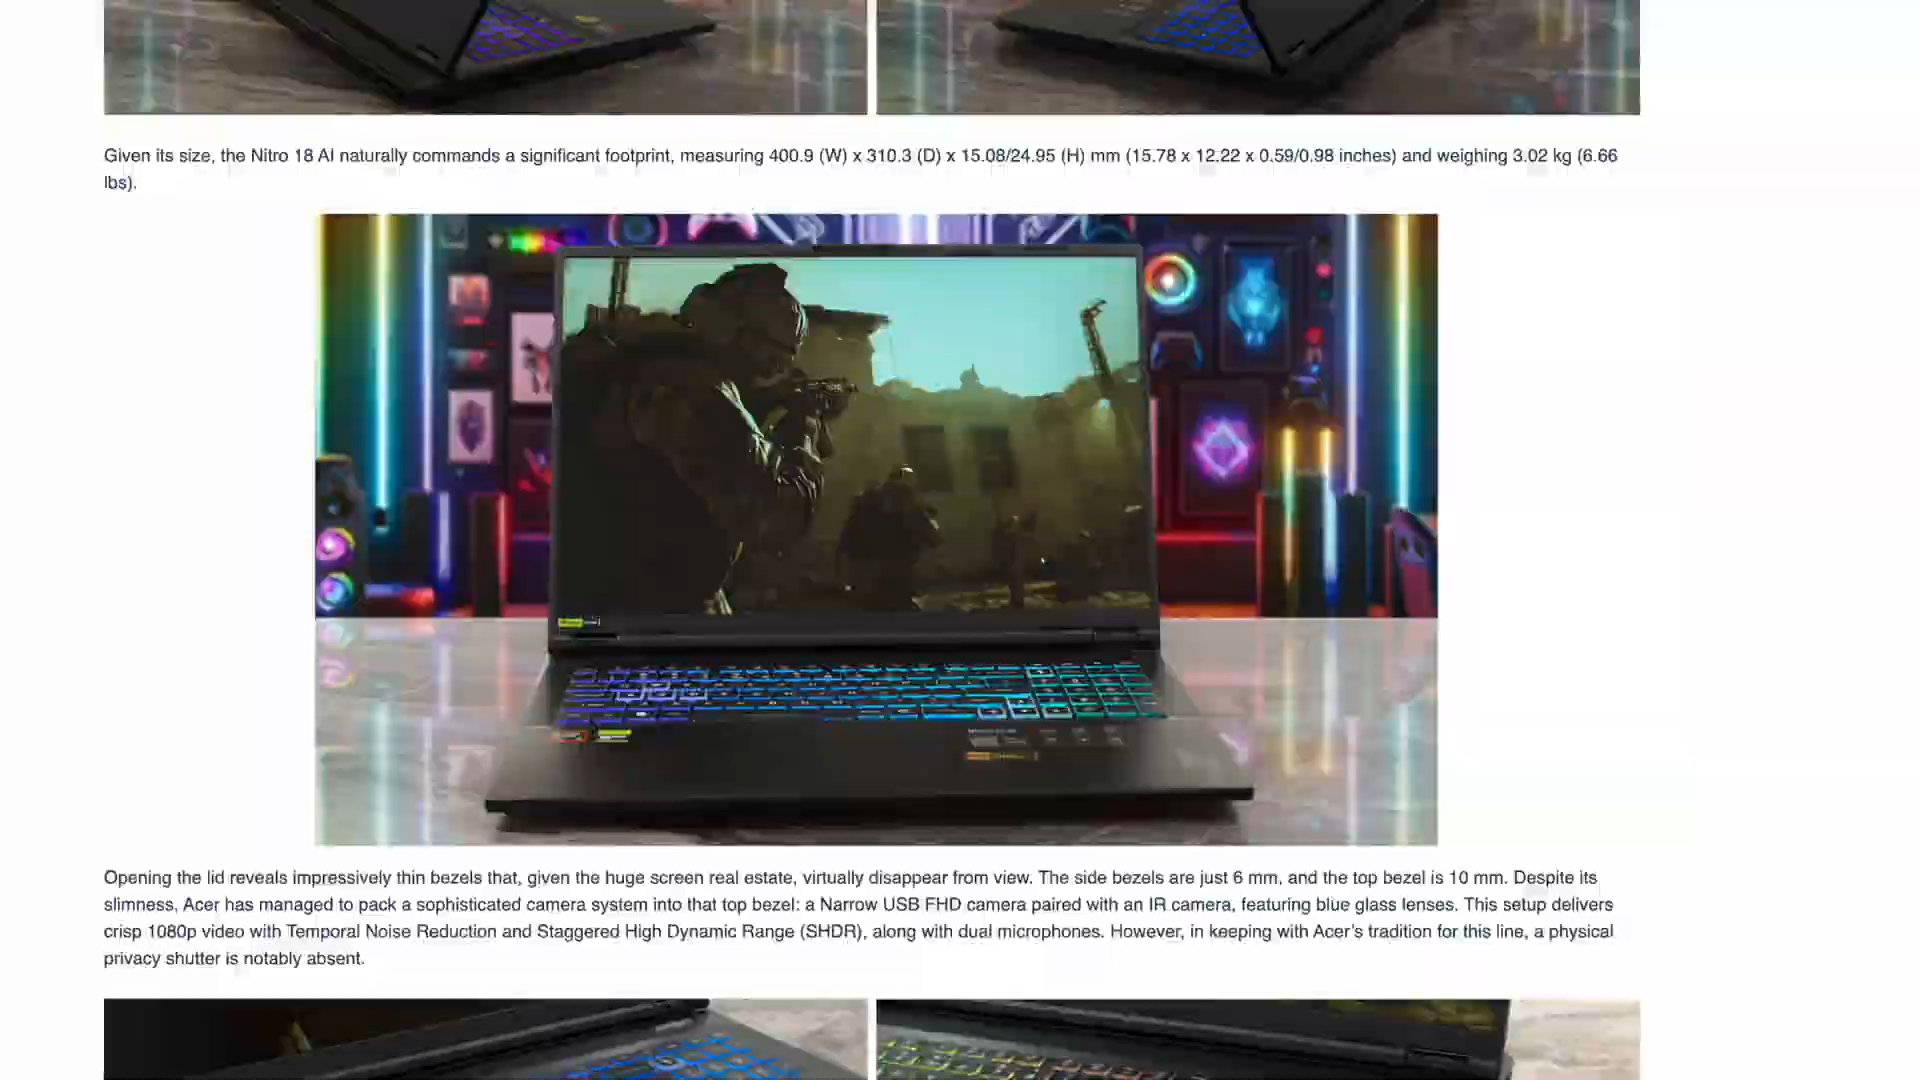 Given its size, the Nitro 18 AI naturally commands a significant footprint, measuring 400.9 (W) x 310.3 (D) x 15.08/24.95 (H) mm (15.78 x 12.22 x 0.59/0.98 inches) and weighing 3.02 kg (6.66
lbs).
Opening the lid reveals impressively thin bezels that, given the huge screen real estate, virtually disappear from view. The side bezels are just 6 mm, and the top bezel is 10 mm. Despite its
slimness, Acer has managed to pack a sophisticated camera system into that top bezel: a Narrow USB FHD camera paired with an IR camera, featuring blue glass lenses. This setup delivers
crisp 1080p video with Temporal Noise Reduction and Staggered High Dynamic Range (SHDR), along with dual microphones. However, in keeping with Acer's tradition for this line, a physical
privacy shutter is notably absent.